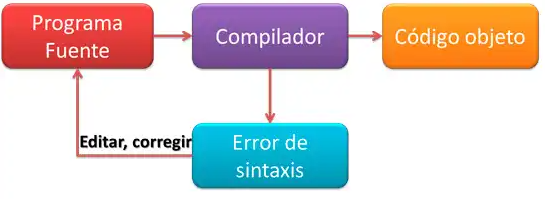 Programa
Fuente
Compilador
Código objeto
Editar, corregir
Error de
sintaxis